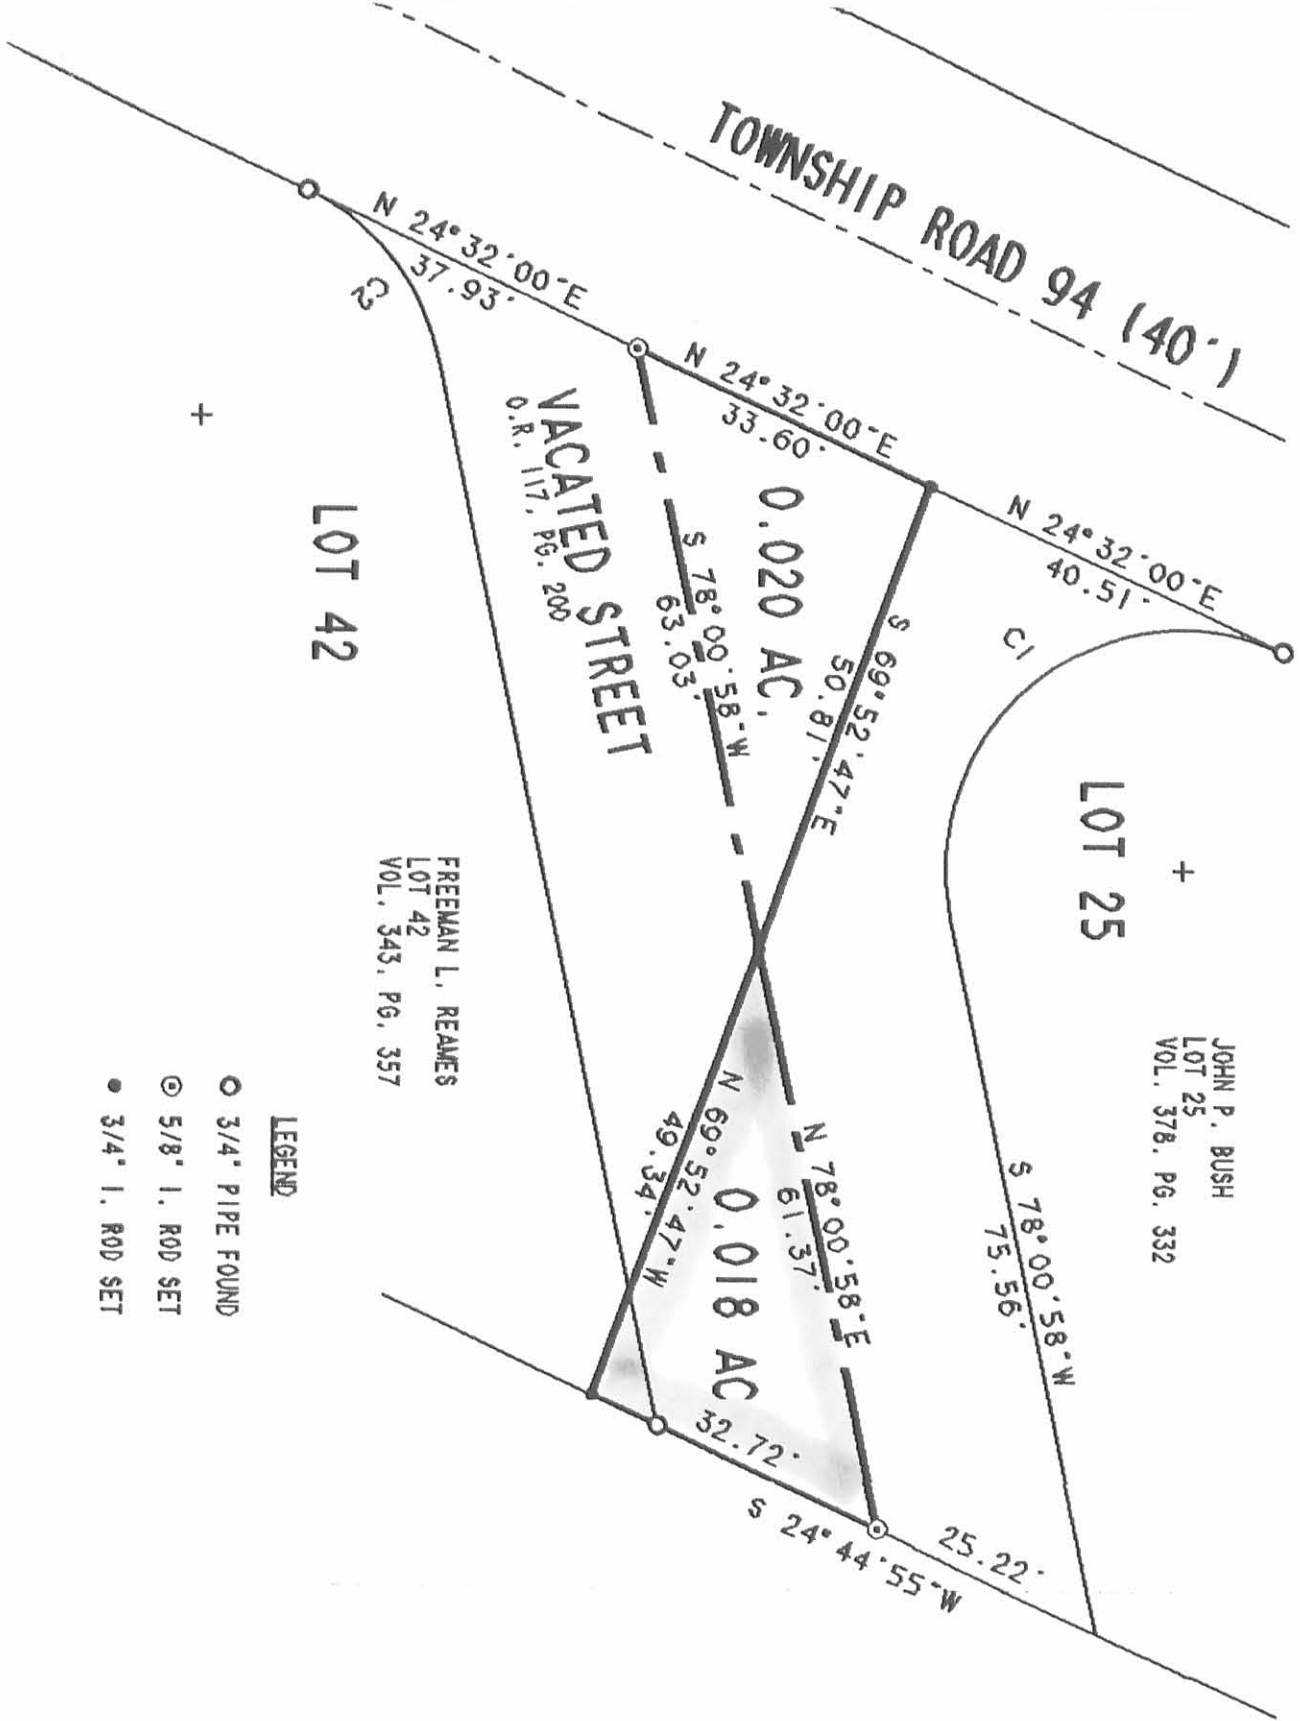 TOWNSHIP ROAD 94 (40')
N 24°32'00"E
37.93'
N 24°32'00"E
33.60'
N 24°32'00"E
40.51'
C1
C2
LOT 25
JOHN P. BUSH
LOT 25
VOL. 378, PG. 332
S 78°00'58"W
75.56'
S 69°52'47"E
50.81'
0.020 AC.
S 78°00'58"W
63.03'
VACATED STREET
O.R. 117, PG. 200
N 78°00'58"E
61.37'
0.018 AC
N 69°52'47"W
49.34'
32.72'
25.22'
S 24°44'55"W
LOT 42
FREEMAN L. REAMES
LOT 42
VOL. 343, PG. 357
LEGEND
3/4" PIPE FOUND
5/8" I. ROD SET
3/4" I. ROD SET